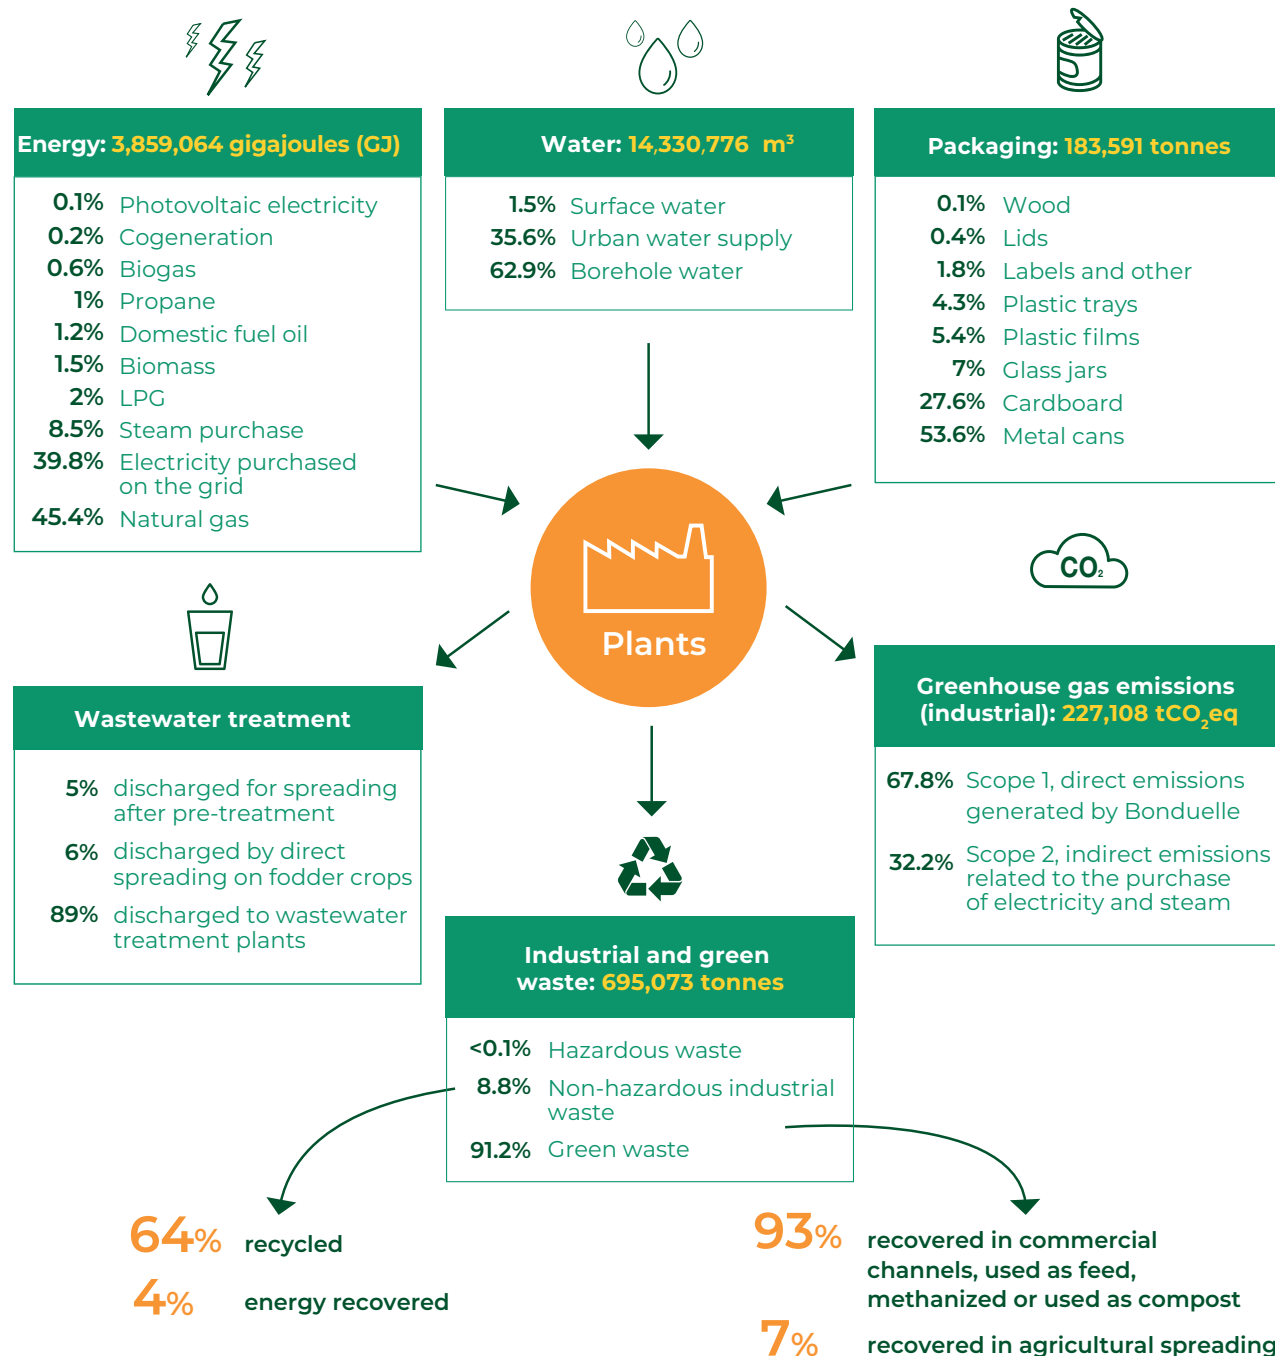 Energy: 3,859,064 gigajoules (GJ)
0.1% Photovoltaic electricity
0.2% Cogeneration
0.6% Biogas
1% Propane
1.2% Domestic fuel oil
1.5% Biomass
2% LPG
8.5% Steam purchase
39.8% Electricity purchased
on the grid
45.4% Natural gas
Water: 14,330,776 m³
1.5% Surface water
35.6% Urban water supply
62.9% Borehole water
Packaging: 183,591 tonnes
0.1% Wood
0.4% Lids
1.8% Labels and other
4.3% Plastic trays
5.4% Plastic films
7% Glass jars
27.6% Cardboard
53.6% Metal cans
Plants
CO₂
Wastewater treatment
5% discharged for spreading
after pre-treatment
6% discharged by direct
spreading on fodder crops
89% discharged to wastewater
treatment plants
Greenhouse gas emissions
(industrial): 227,108 tCO₂eq
67.8% Scope 1, direct emissions
generated by Bonduelle
32.2% Scope 2, indirect emissions
related to the purchase
of electricity and steam
Industrial and green
waste: 695,073 tonnes
<0.1% Hazardous waste
8.8% Non-hazardous industrial
waste
91.2% Green waste
64% recycled
4% energy recovered
93% recovered in commercial
channels, used as feed,
methanized or used as compost
7% recovered in agricultural spreading